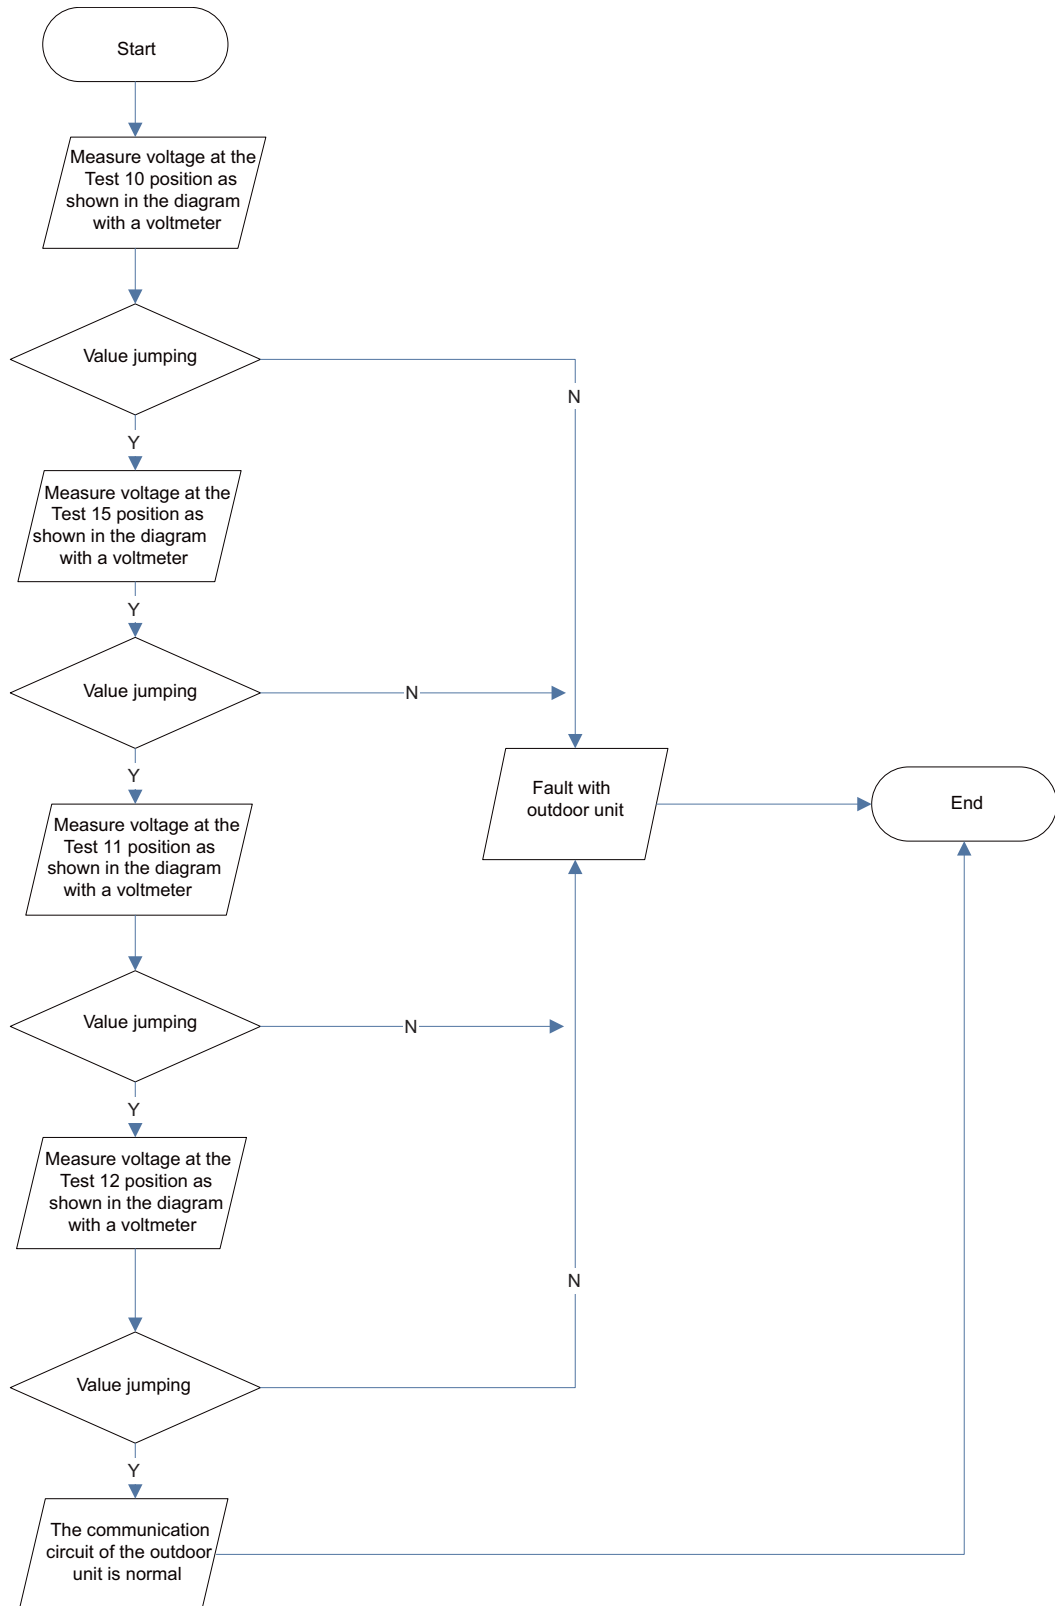 Start
Measure voltage at the
Test 10 position as
shown in the diagram
with a voltmeter
Value jumping
N
Y
Measure voltage at the
Test 15 position as
shown in the diagram
with a voltmeter
Y
Value jumping
N
Y
Fault with
outdoor unit
End
Measure voltage at the
Test 11 position as
shown in the diagram
with a voltmeter
Value jumping
N
Y
Measure voltage at the
Test 12 position as
shown in the diagram
with a voltmeter
N
Value jumping
Y
The communication
circuit of the outdoor
unit is normal